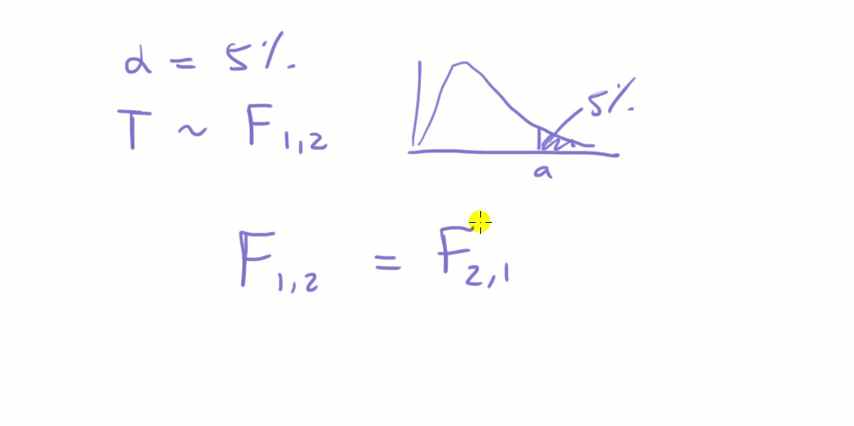 α = 5%
T ~ F₁,₂
5%
a
F₁,₂ = F₂,₁